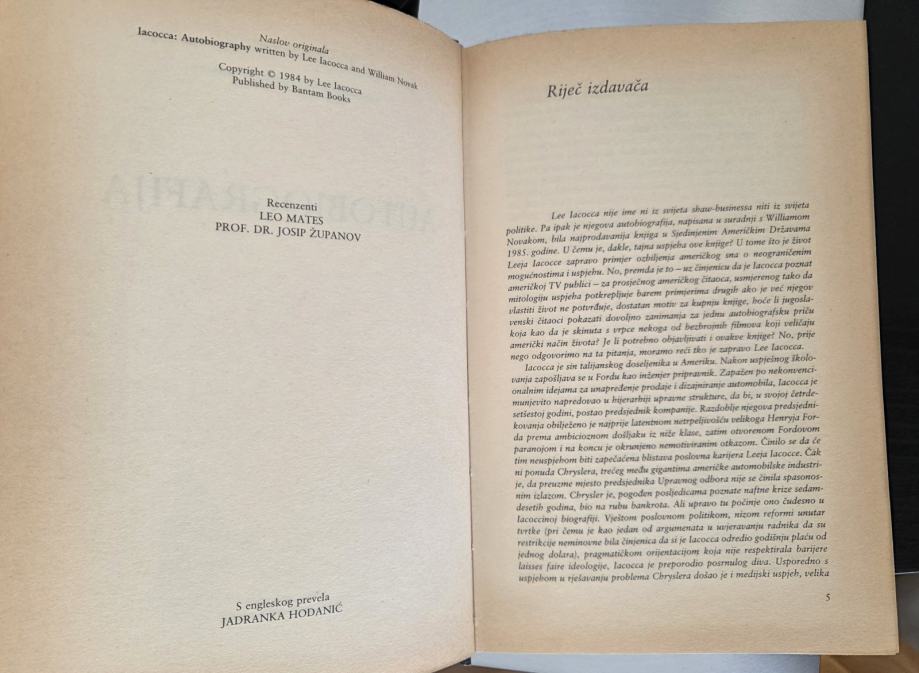 Naslov originala
Iacocca: Autobiography written by Lee Iacocca and William Novak
Copyright © 1984 by Lee Iacocca
Published by Bantam Books
Recenzenti
LEO MATES
PROF. DR. JOSIP ŽUPANOV
S engleskog prevela
JADRANKA HODANIĆ
Riječ izdavača
Lee Iacocca nije ime ni iz svijeta shaw-businessa niti iz svijeta
politike. Pa ipak je njegova autobiografija, napisana u suradnji s Williamom
Novakom, bila najprodavanija knjiga u Sjedinjenim Američkim Državama
1985. godine. U čemu je, dakle, tajna uspjeha ove knjige? U tome što je život
Leeja Iacocce zapravo primjer ozbiljenja američkog sna o neograničenim
mogućnostima i uspjehu. No, premda je to – uz činjenicu da je Iacocca poznat
američkoj TV publici – za prosječnog američkog čitaoca, usmjerenog tako da
mitologiju uspjeha potkrepljuje barem primjerima drugih ako je već njegov
vlastiti život ne potvrđuje, dostatan motiv za kupnju knjige, hoće li jugosla-
venski čitaoci pokazati dovoljno zanimanja za jednu autobiografsku priču
koja kao da je skinuta s vrpce nekoga od bezbrojnih filmova koji veličaju
američki način života? Je li potrebno objavljivati i ovakve knjige? No, prije
nego odgovorimo na ta pitanja, moramo reći tko je zapravo Lee Iacocca.
Iacocca je sin talijanskog doseljenika u Ameriku. Nakon uspješnog školo-
vanja zapošljava se u Fordu kao inženjer pripravnik. Zapažen po nekonvenci-
onalnim idejama za unapređenje prodaje i dizajniranje automobila, Iacocca je
munjevito napredovao u hijerarhiji upravne strukture, da bi, u svojoj četrde-
setšestoj godini, postao predsjednik kompanije. Razdoblje njegova predsjedni-
kovanja obilježeno je najprije latentnom netrpeljivošću velikoga Henryja For-
da prema ambicioznom došljaku iz niže klase, zatim otvorenom Fordovom
paranojom i na koncu je okrunjeno nemotiviranim otkazom. Činilo se da će
tim neuspjehom biti zapečaćena blistava poslovna karijera Leeja Iacocce. Čak
ni ponuda Chryslera, trećeg među gigantima američke automobilske industri-
je, da preuzme mjesto predsjednika Upravnog odbora nije se činila spasonos-
nim izlazom. Chrysler je, pogođen posljedicama poznate naftne krize sedam-
desetih godina, bio na rubu bankrota. Ali upravo tu počinje ono čudesno u
Iacoccinoj biografiji. Vještom poslovnom politikom, nizom reformi unutar
tvrtke (pri čemu je kao jedan od argumenata u uvjeravanju radnika da su
restrikcije neminovne bila činjenica da si je Iacocca odredio godišnju plaću od
jednog dolara), pragmatičkom orijentacijom koja nije respektirala barijere
laisses faire ideologije, Iacocca je preporodio posrnulog diva. Usporedno s
uspjehom u rješavanju problema Chryslera došao je i medijski uspjeh, velika
5